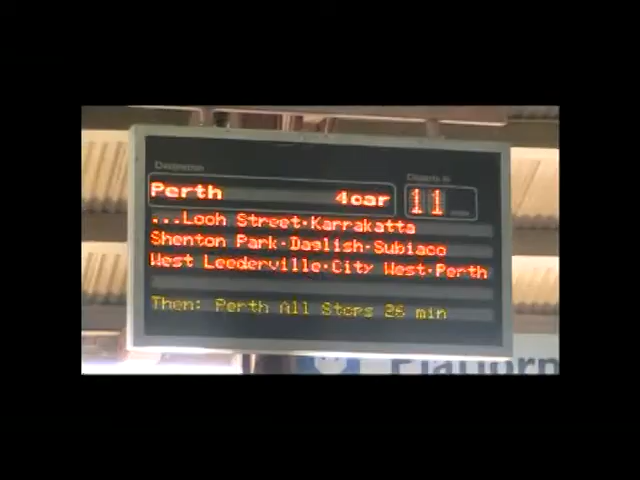 Destination
Departs in
Perth 4car 11 mins
...Loch Street·Karrakatta
Shenton Park·Daglish·Subiaco
West Leederville·City West·Perth
Then: Perth All Stops 26 min
Platform